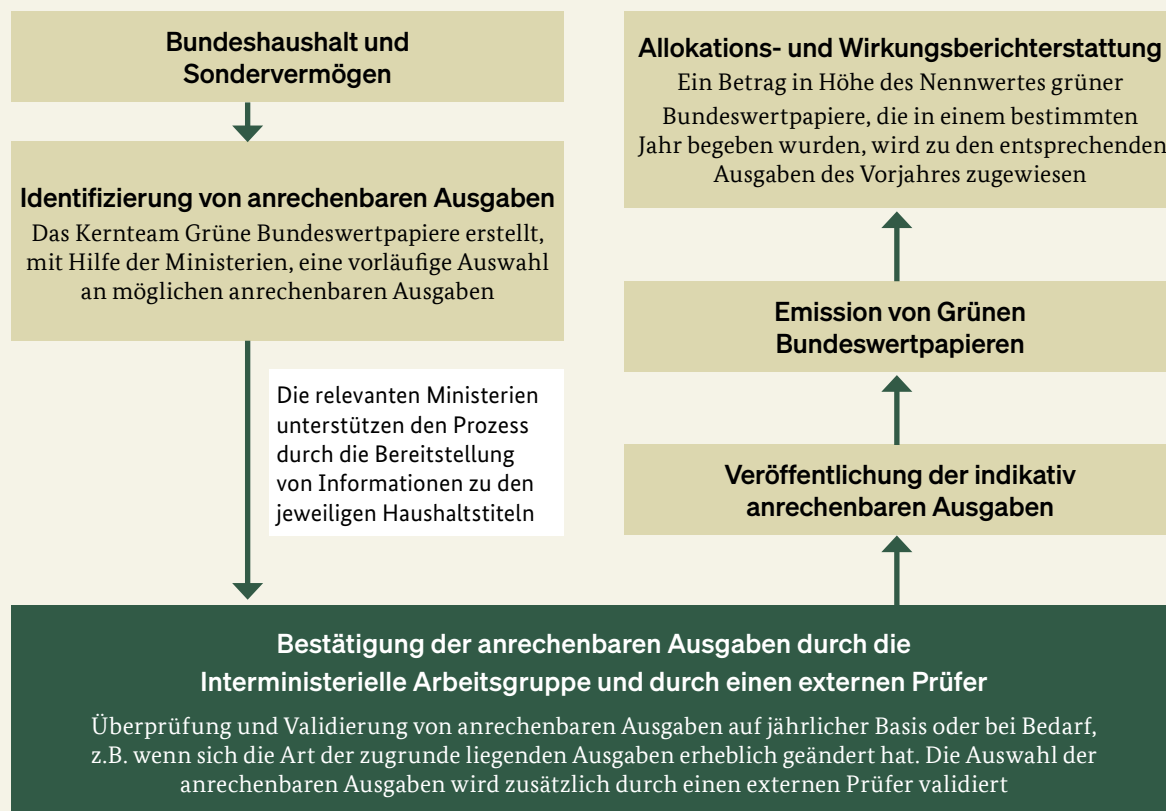 Bundeshaushalt und
Sondervermögen
Identifizierung von anrechenbaren Ausgaben
Das Kernteam Grüne Bundeswertpapiere erstellt,
mit Hilfe der Ministerien, eine vorläufige Auswahl
an möglichen anrechenbaren Ausgaben
Die relevanten Ministerien
unterstützen den Prozess
durch die Bereitstellung
von Informationen zu den
jeweiligen Haushaltstiteln
Bestätigung der anrechenbaren Ausgaben durch die
Interministerielle Arbeitsgruppe und durch einen externen Prüfer
Überprüfung und Validierung von anrechenbaren Ausgaben auf jährlicher Basis oder bei Bedarf,
z.B. wenn sich die Art der zugrunde liegenden Ausgaben erheblich geändert hat. Die Auswahl der
anrechenbaren Ausgaben wird zusätzlich durch einen externen Prüfer validiert
Veröffentlichung der indikativ
anrechenbaren Ausgaben
Emission von Grünen
Bundeswertpapieren
Allokations- und Wirkungsberichterstattung
Ein Betrag in Höhe des Nennwertes grüner
Bundeswertpapiere, die in einem bestimmten
Jahr begeben wurden, wird zu den entsprechenden
Ausgaben des Vorjahres zugewiesen